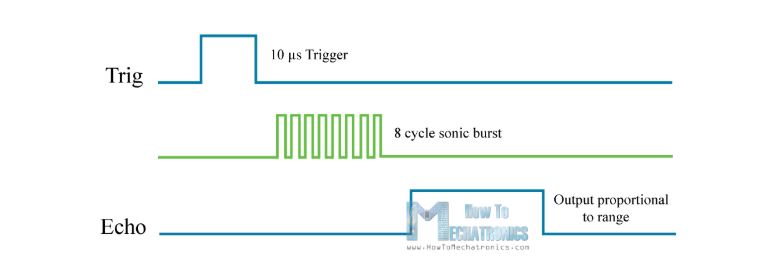 10 µs Trigger
Trig
8 cycle sonic burst
Output proportional
to range
How To
MECHATRONICS
www.HowToMechatronics.com
Echo